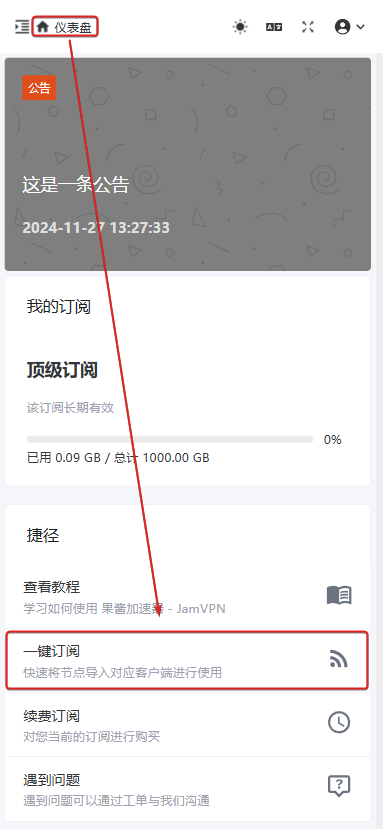 仪表盘
公告
这是一条公告
2024-11-27 13:27:33
我的订阅
顶级订阅
该订阅长期有效
0%
已用 0.09 GB / 总计 1000.00 GB
捷径
查看教程
学习如何使用 果酱加速器 - JamVPN
一键订阅
快速将节点导入对应客户端进行使用
续费订阅
对您当前的订阅进行购买
遇到问题
遇到问题可以通过工单与我们沟通